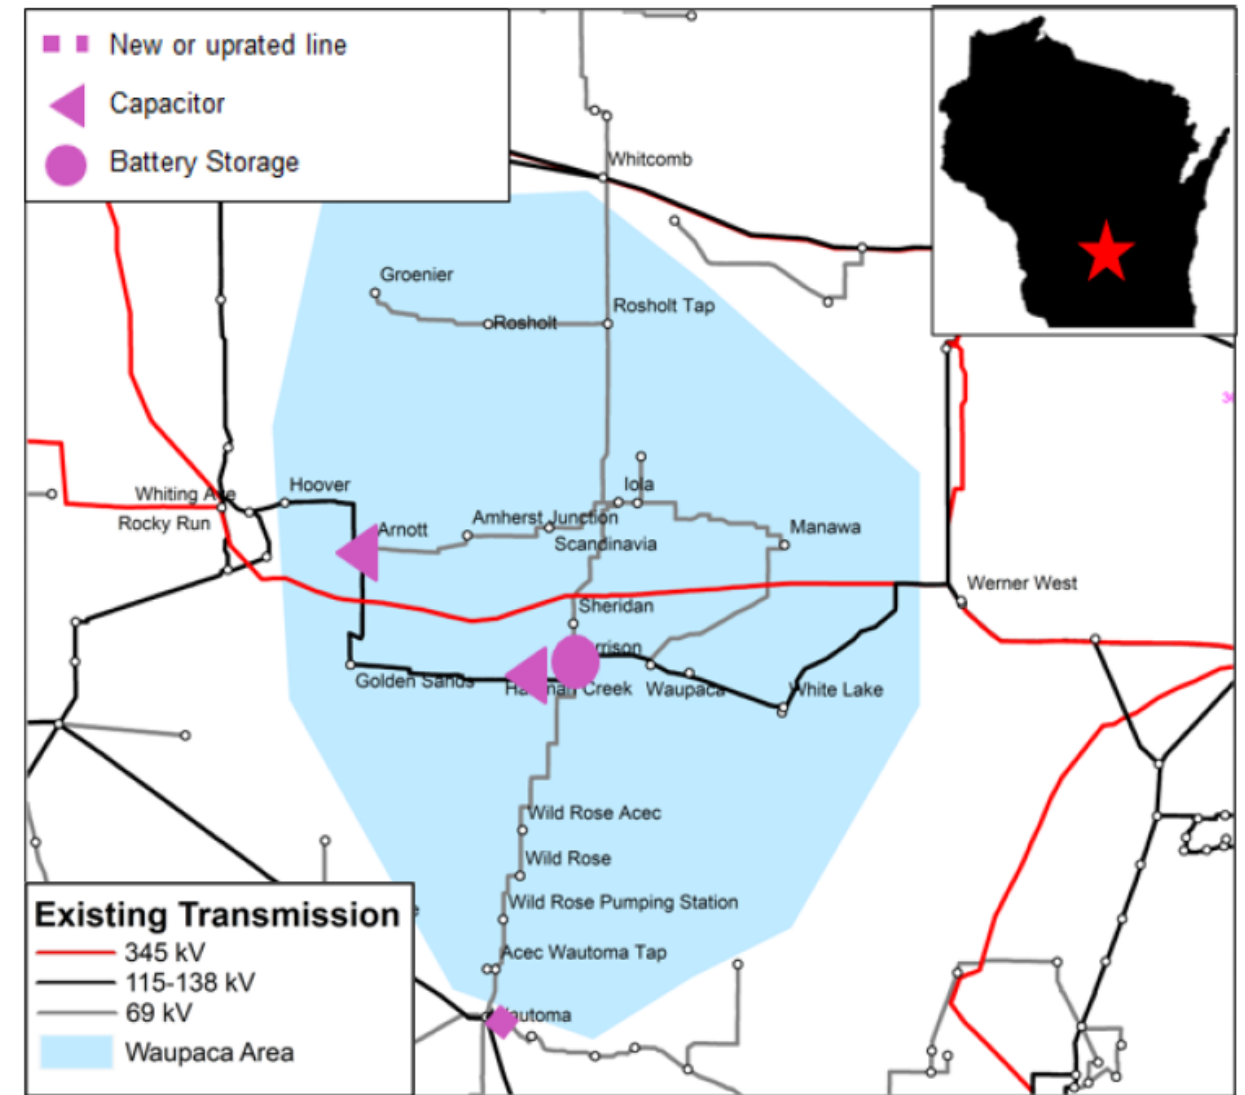 New or uprated line
Capacitor
Battery Storage
Whitcomb
Groenier
Rosholt Tap
Rosholt
Hoover
Iola
Whiting Ave
Rocky Run
Arnott
Amherst Junction
Manawa
Scandinavia
Werner West
Sheridan
rrison
Golden Sands
Creek
Waupaca
White Lake
Wild Rose Acec
Wild Rose
Wild Rose Pumping Station
Acec Wautoma Tap
automa
Existing Transmission
345 kV
115-138 kV
69 kV
Waupaca Area